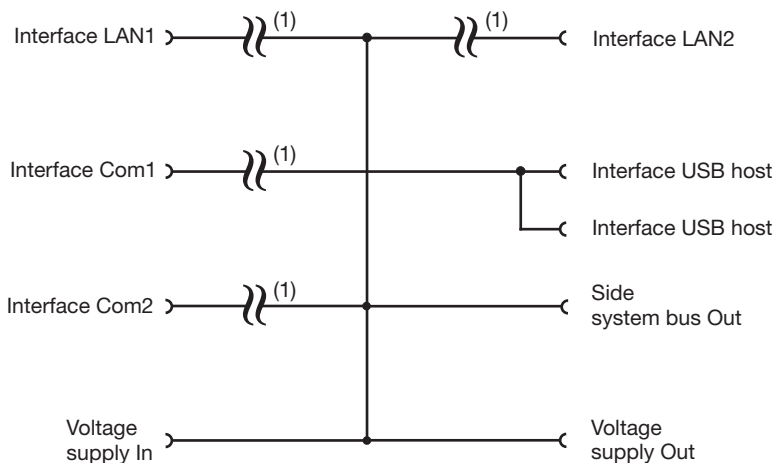 Interface LAN1
(1)
(1)
Interface LAN2
Interface Com1
(1)
Interface USB host
Interface USB host
Interface Com2
(1)
Side
system bus Out
Voltage
supply In
Voltage
supply Out